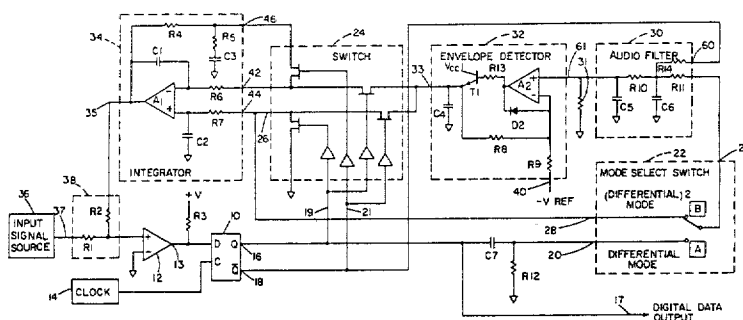 34
R4
46
24
32
30
R5
SWITCH
ENVELOPE DETECTOR
61
AUDIO FILTER
60
C1
C3
33
VCC
R13
31
R14
42
T1
A2
35
A1
R6
44
C4
C5
R10
C6
R11
R7
26
D2
C2
R8
22
2
INTEGRATOR
R9
MODE SELECT SWITCH
36
38
+V
40
-V REF
(DIFFERENTIAL)2
MODE
B
INPUT
SIGNAL
SOURCE
37
R2
R3
10
19
21
R1
13
D Q
16
28
20
A
12
C Q
18
C7
R12
DIFFERENTIAL
MODE
14
CLOCK
17
DIGITAL DATA
OUTPUT